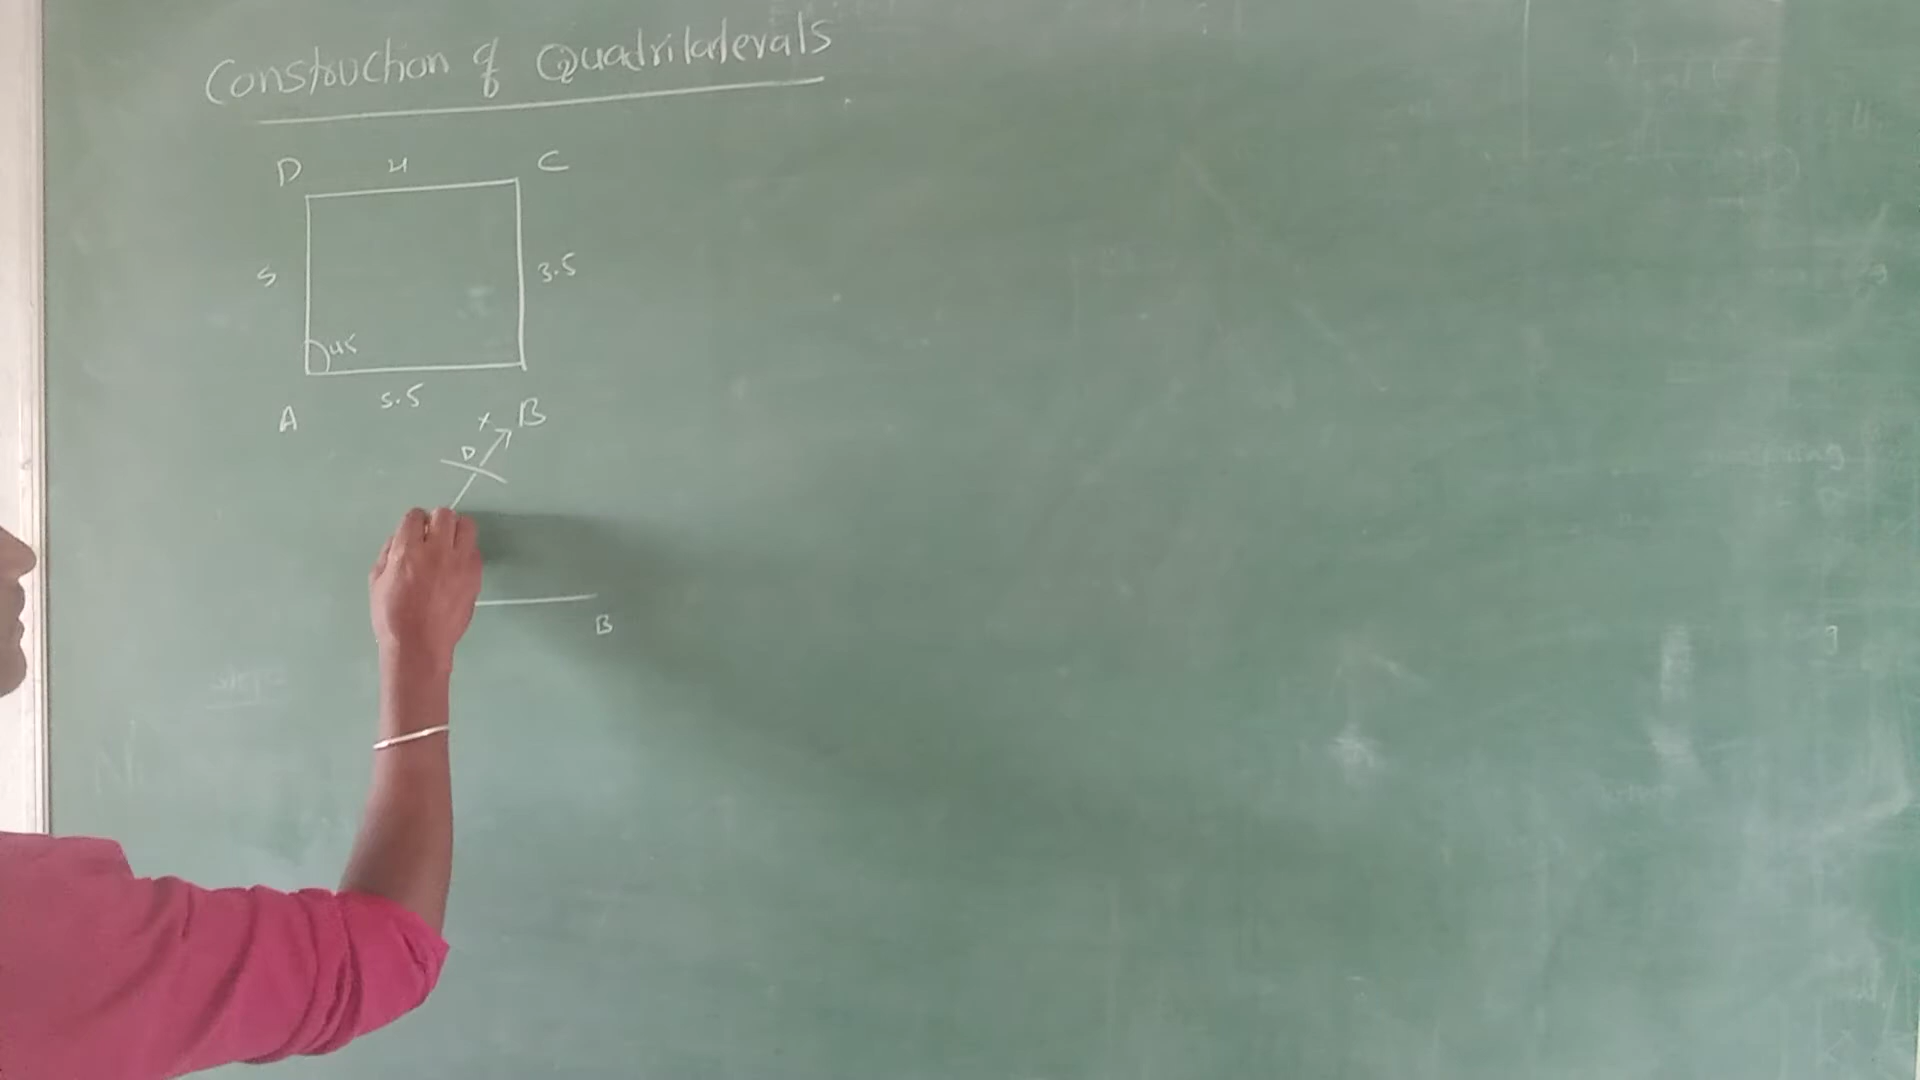 Construction of Quadrilaterals
D 4 C
5 3.5
45
5.5
A B
X
D
B